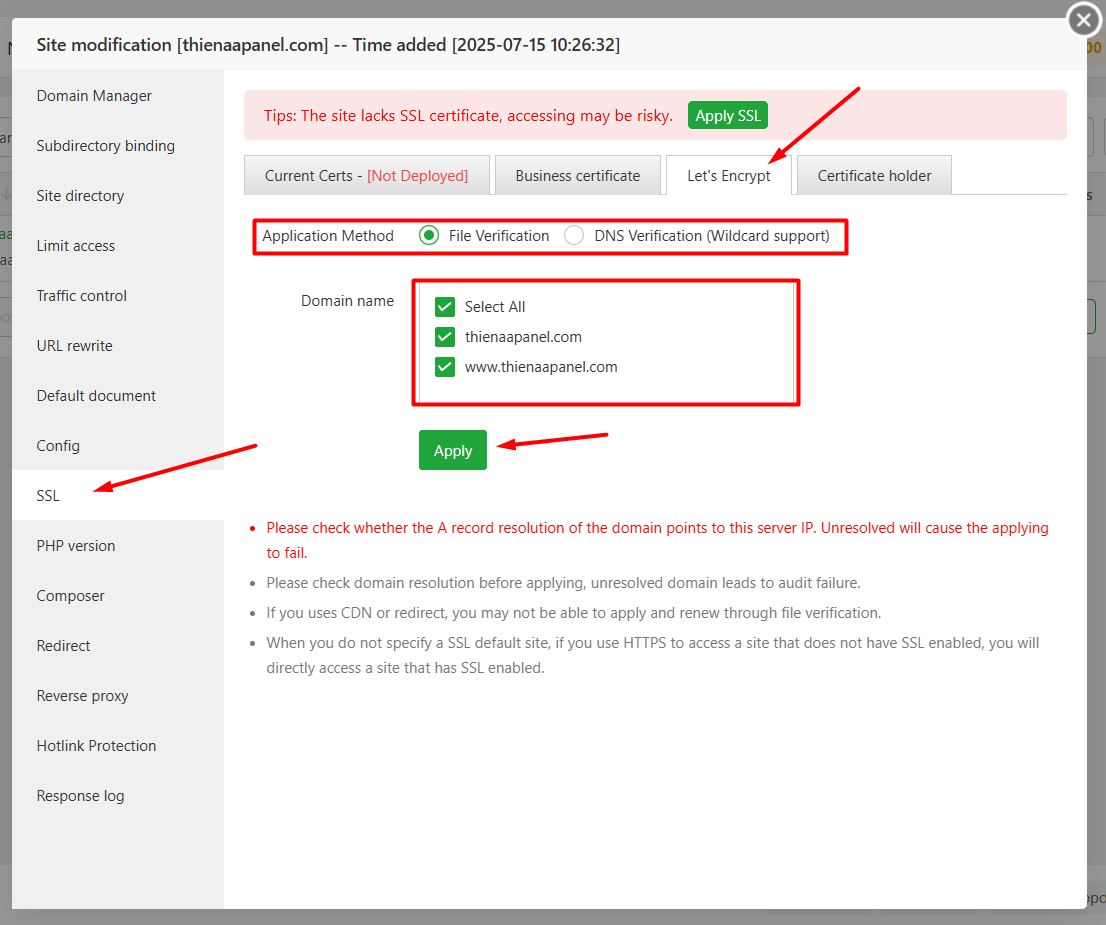 Site modification [thienaapanel.com] -- Time added [2025-07-15 10:26:32]
Domain Manager
Subdirectory binding
Site directory
Limit access
Traffic control
URL rewrite
Default document
Config
SSL
PHP version
Composer
Redirect
Reverse proxy
Hotlink Protection
Response log
Tips: The site lacks SSL certificate, accessing may be risky. Apply SSL
Current Certs - [Not Deployed] Business certificate Let's Encrypt Certificate holder
Application Method File Verification DNS Verification (Wildcard support)
Domain name
Select All
thienaapanel.com
www.thienaapanel.com
Apply
Please check whether the A record resolution of the domain points to this server IP. Unresolved will cause the applying
to fail.
Please check domain resolution before applying, unresolved domain leads to audit failure.
If you uses CDN or redirect, you may not be able to apply and renew through file verification.
When you do not specify a SSL default site, if you use HTTPS to access a site that does not have SSL enabled, you will
directly access a site that has SSL enabled.